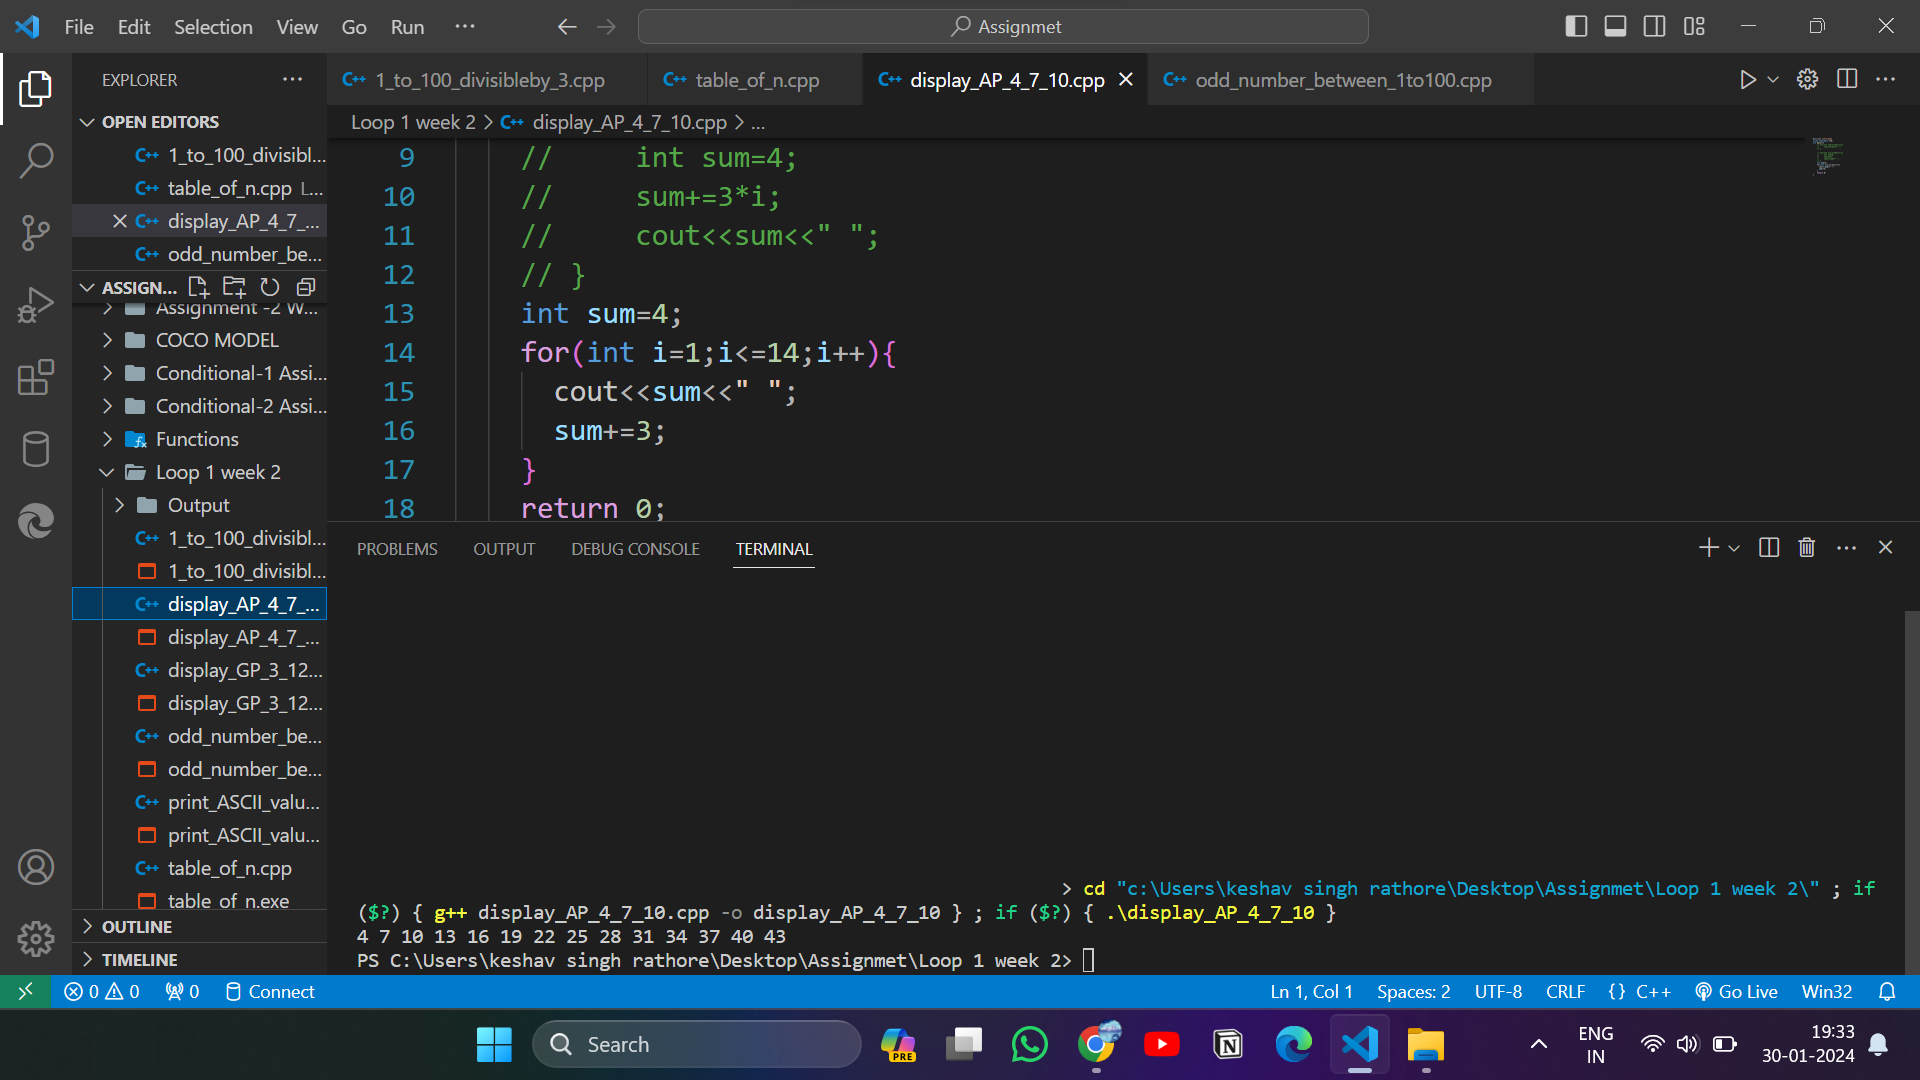 File Edit Selection View Go Run ...
Assignmet
EXPLORER ...
1_to_100_divisibleby_3.cpp
table_of_n.cpp
display_AP_4_7_10.cpp
odd_number_between_1to100.cpp
OPEN EDITORS
1_to_100_divisibl...
table_of_n.cpp L...
display_AP_4_7_...
odd_number_be...
ASSIGN...
Assignment -2 W...
COCO MODEL
Conditional-1 Assi...
Conditional-2 Assi...
Functions
Loop 1 week 2
Output
1_to_100_divisibl...
1_to_100_divisibl...
display_AP_4_7_...
display_AP_4_7_...
display_GP_3_12...
display_GP_3_12...
odd_number_be...
odd_number_be...
print_ASCII_valu...
print_ASCII_valu...
table_of_n.cpp
table_of_n.exe
OUTLINE
TIMELINE
Loop 1 week 2 > display_AP_4_7_10.cpp > ...
9 //     int sum=4;
10 //     sum+=3*i;
11 //     cout<<sum<<" ";
12 // }
13 int sum=4;
14 for(int i=1;i<=14;i++){
15 cout<<sum<<" ";
16 sum+=3;
17 }
18 return 0;
PROBLEMS OUTPUT DEBUG CONSOLE TERMINAL
> cd "c:\Users\keshav singh rathore\Desktop\Assignmet\Loop 1 week 2\" ; if
($?) { g++ display_AP_4_7_10.cpp -o display_AP_4_7_10 } ; if ($?) { .\display_AP_4_7_10 }
4 7 10 13 16 19 22 25 28 31 34 37 40 43
PS C:\Users\keshav singh rathore\Desktop\Assignmet\Loop 1 week 2>
0 0 0 Connect
Ln 1, Col 1 Spaces: 2 UTF-8 CRLF {} C++ Go Live Win32
Search
PRE
ENG
IN
19:33
30-01-2024